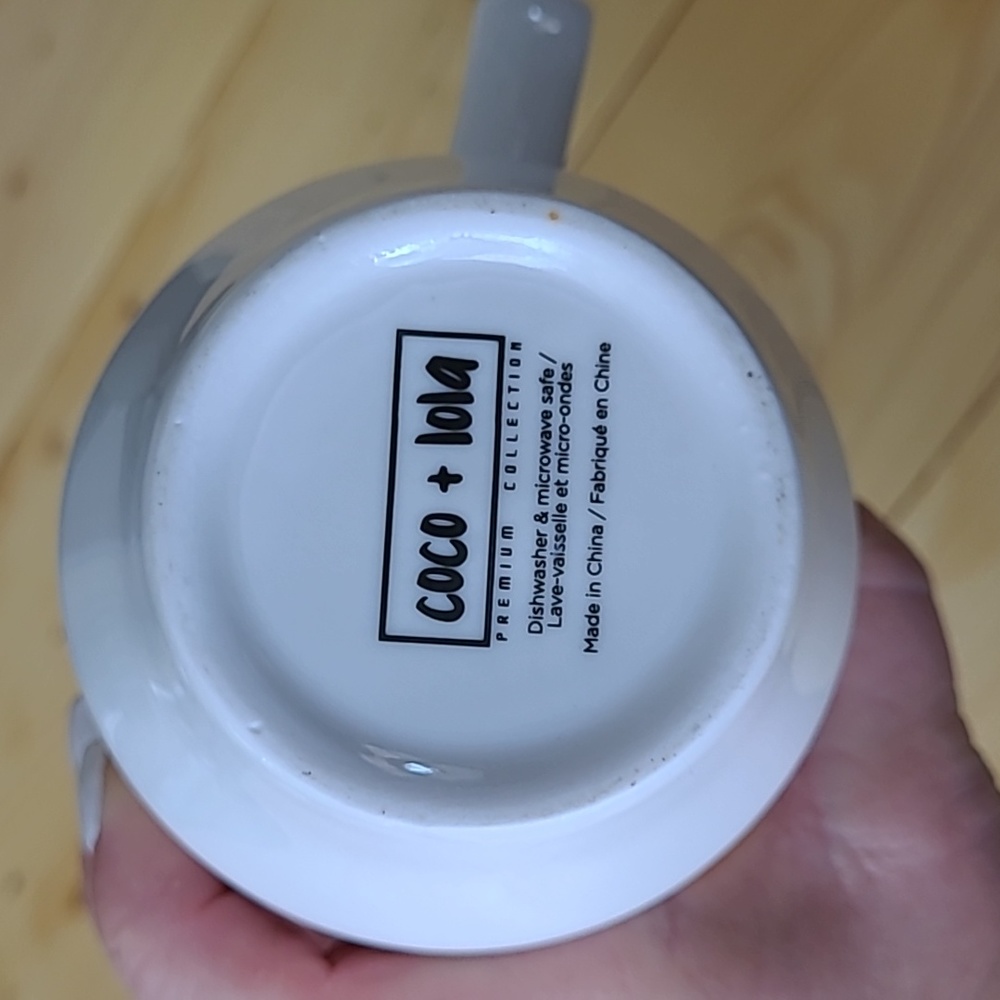 coco + lola
PREMIUM COLLECTION
Dishwasher & microwave safe /
Lave-vaisselle et micro-ondes
Made in China / Fabriqué en Chine